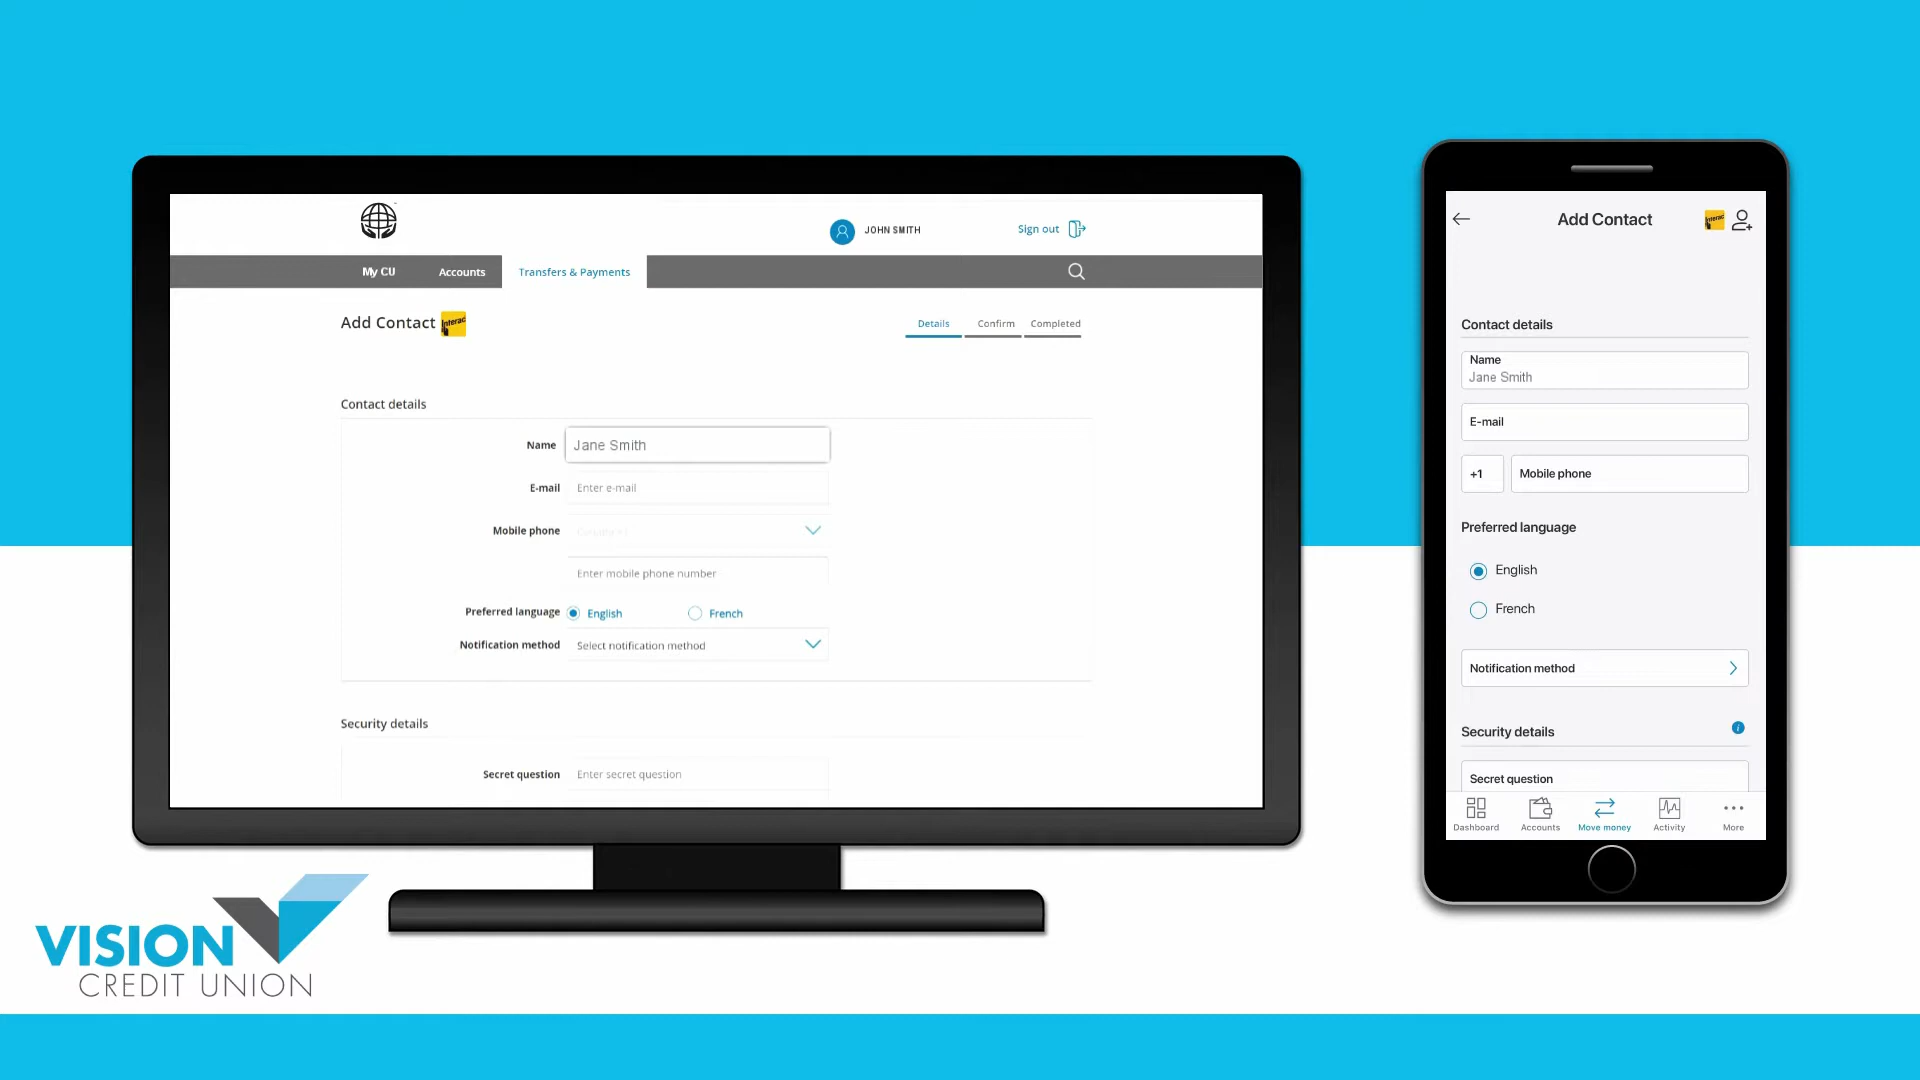 JOHN SMITH
Sign out
My CU
Accounts
Transfers & Payments
Add Contact
Interac
Details
Confirm
Completed
Contact details
Name
Jane Smith
E-mail
Enter e-mail
Mobile phone
Enter mobile phone number
Preferred language
English
French
Notification method
Select notification method
Security details
Secret question
Enter secret question
Add Contact
Interac
Contact details
Name
Jane Smith
E-mail
+1
Mobile phone
Preferred language
English
French
Notification method
Security details
i
Secret question
Dashboard
Accounts
Move money
Activity
More
VISION
CREDIT UNION